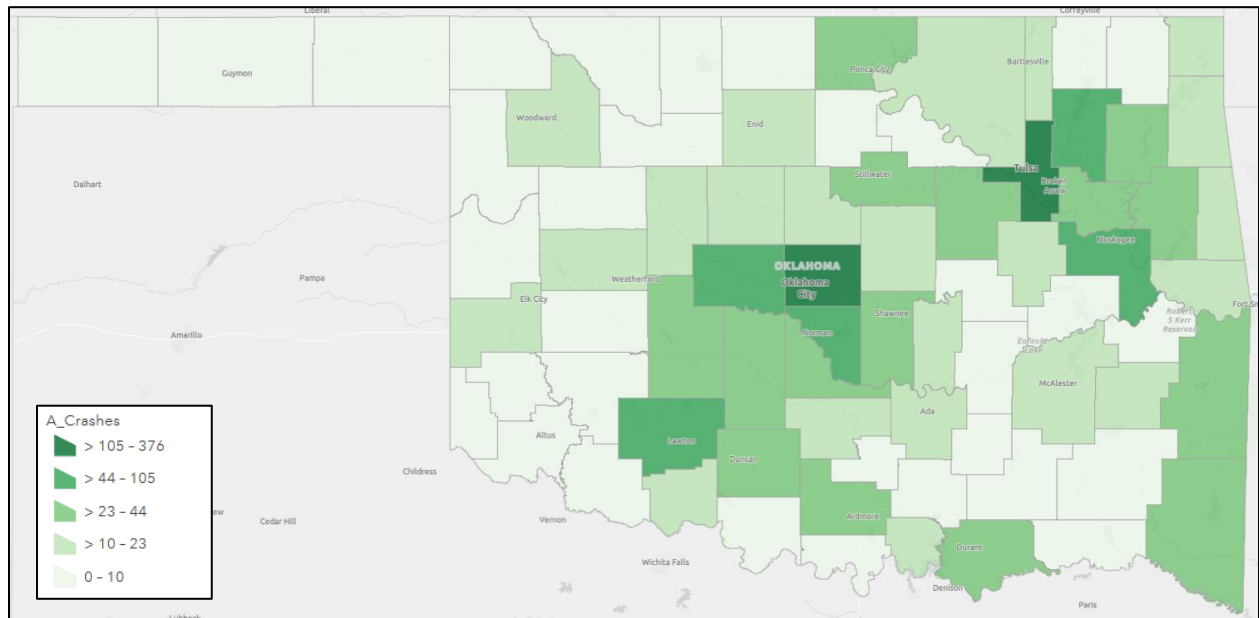 Liberal
Coffeyville
Guymon
Ponca City
Bartlesville
Woodward
Enid
Dalhart
Stillwater
Tulsa
Broken
Arrow
Muskogee
Pampa
OKLAHOMA
Oklahoma
City
Weatherford
Elk City
Fort Sm
Amarillo
Norman
Shawnee
Robert
S Kerr
Reservoir
Eufaula
Lake
McAlester
A_Crashes
> 105 - 376
> 44 - 105
> 23 - 44
> 10 - 23
0 - 10
Ada
Altus
Lawton
Duncan
Childress
ew
Cedar Hill
Vernon
Ardmore
Durant
Wichita Falls
Denison
Paris
Lubbock